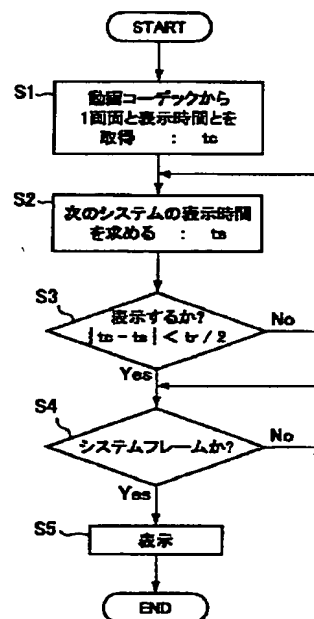 START
S1
動画コーデックから
1画面と表示時間とを
取得 : tc
S2
次のシステムの表示時間
を求める : ts
S3
表示するか?
|tc-ts| < tr/2
No
Yes
S4
システムフレームか?
No
Yes
S5
表示
END